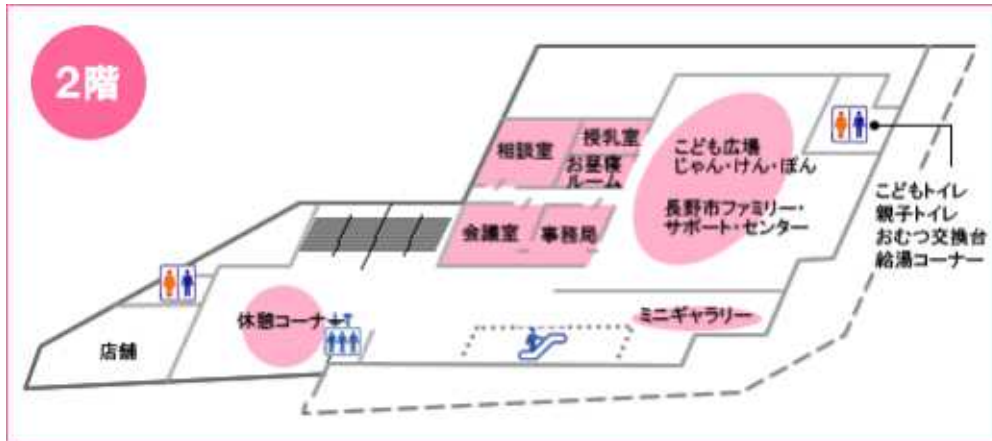 2階
相談室
授乳室
お昼寝
ルーム
こども広場
じゃん・けん・ぽん
長野市ファミリー・
サポート・センター
こどもトイレ
親子トイレ
おむつ交換台
給湯コーナー
会議室
事務局
休憩コーナー
ミニギャラリー
店舗